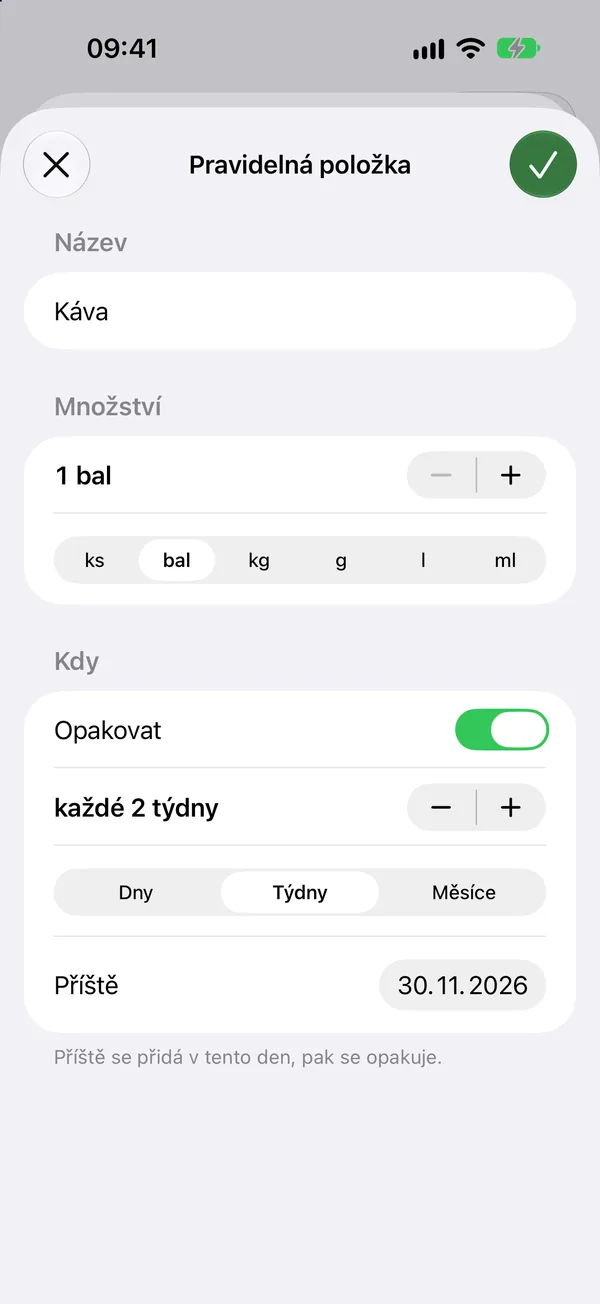 09:41
Pravidelná položka
Název
Káva
Množství
1 bal
ks bal kg g l ml
Kdy
Opakovat
každé 2 týdny
Dny Týdny Měsíce
Příště 30.11.2026
Příště se přidá v tento den, pak se opakuje.